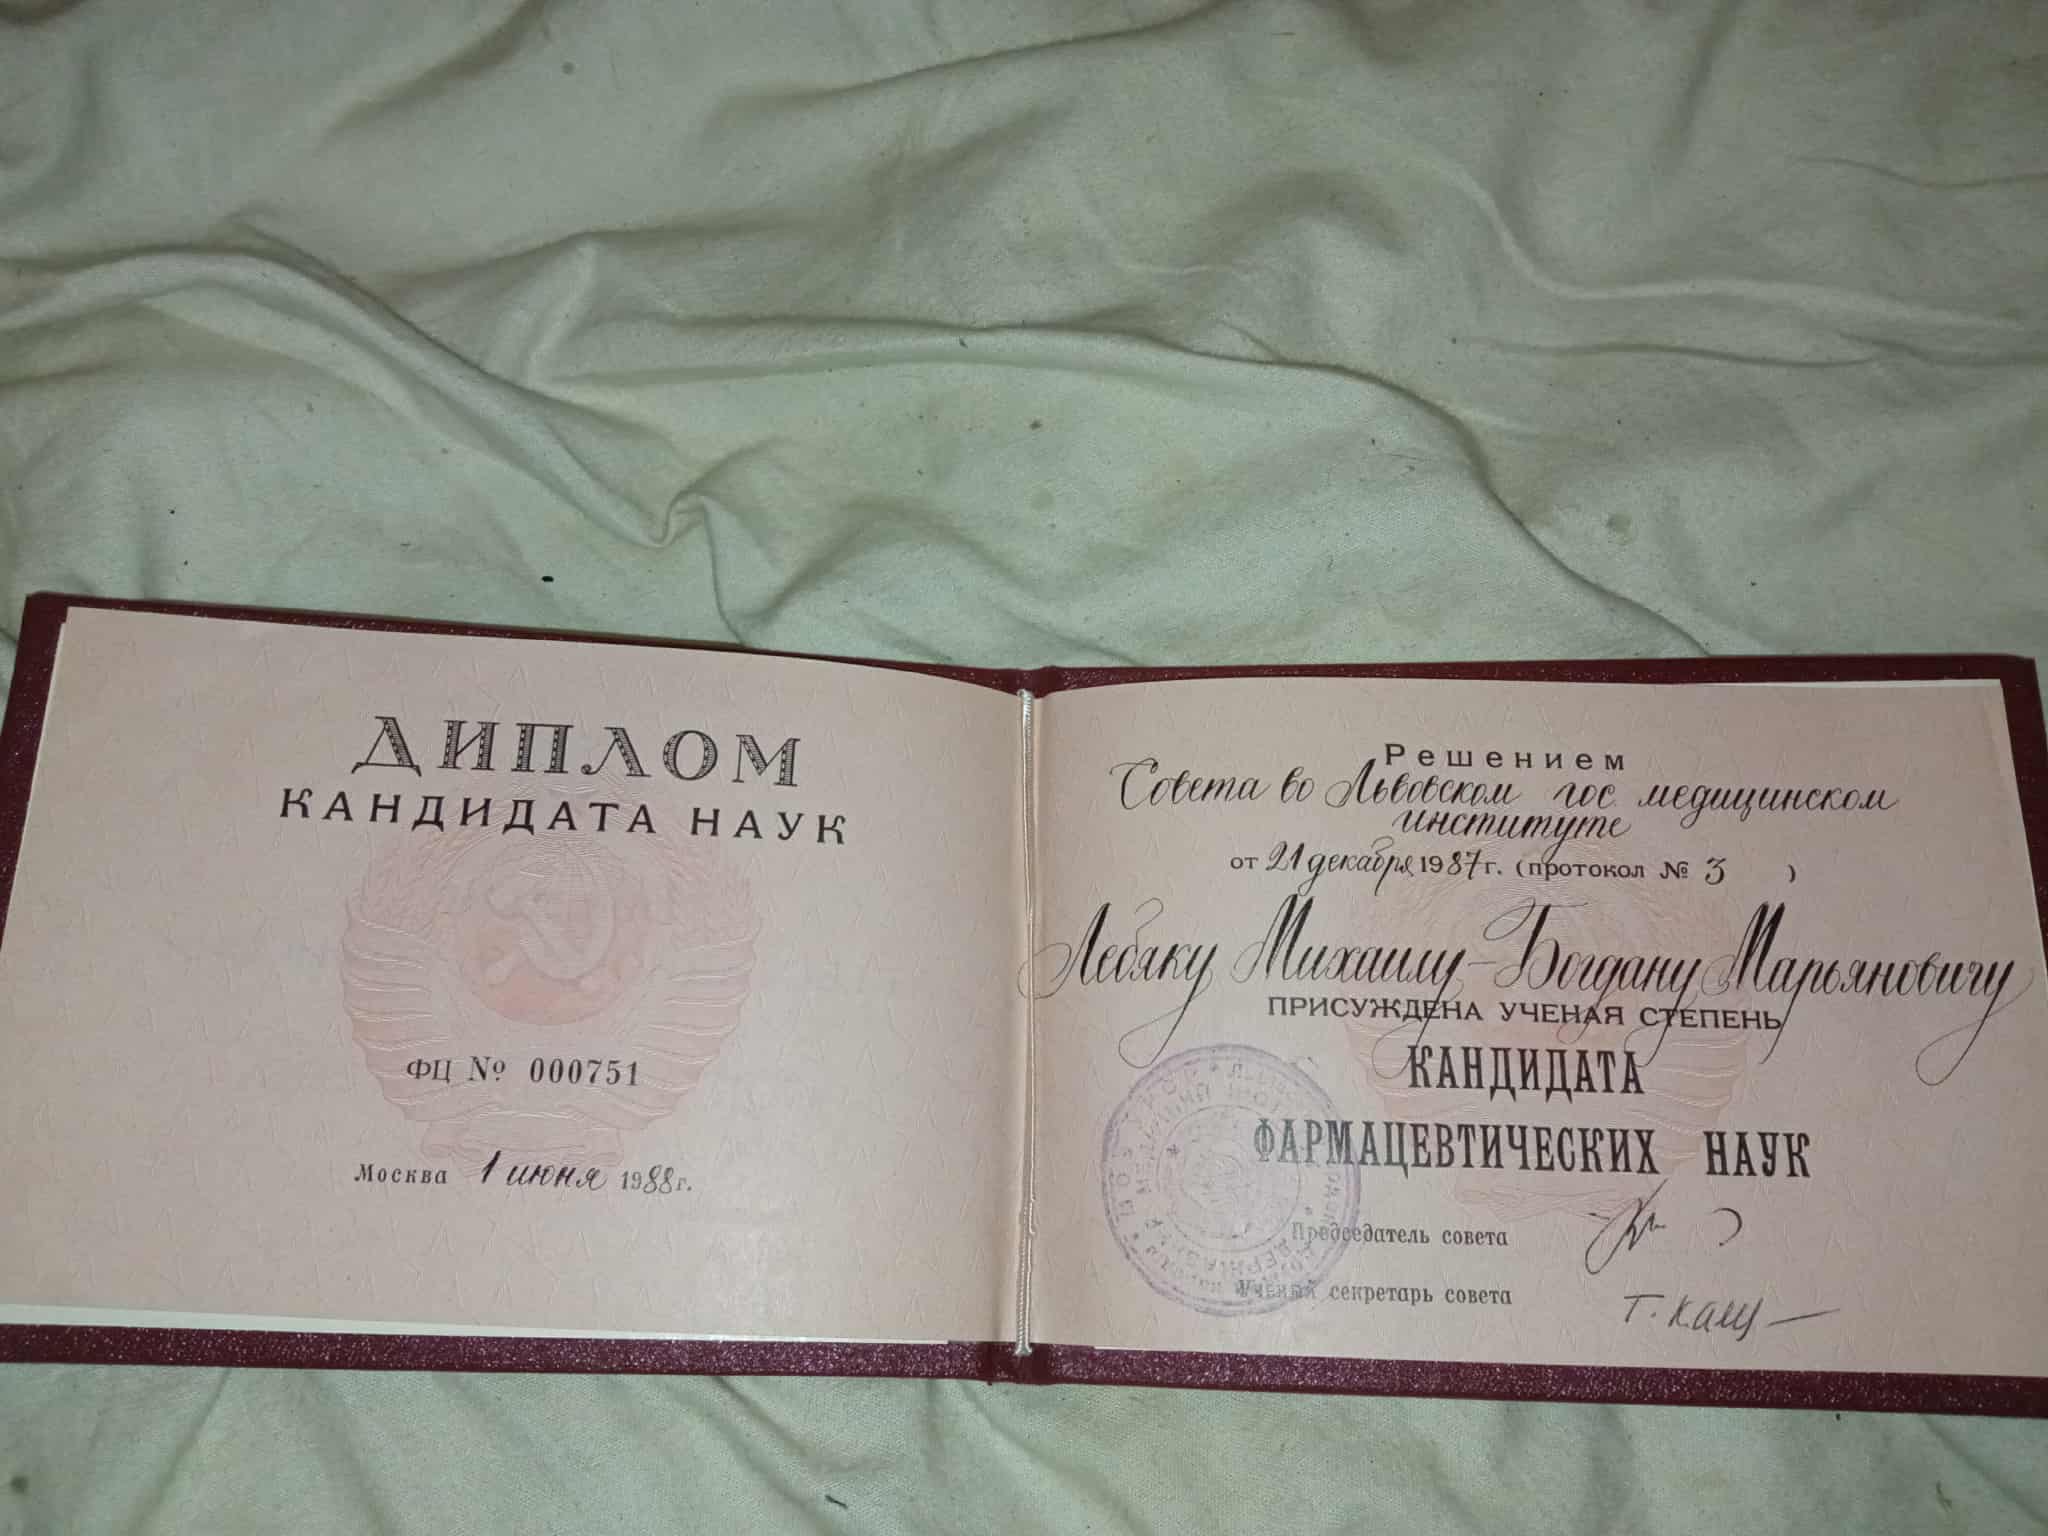 ДИПЛОМ
КАНДИДАТА НАУК
ФЦ № 000751
Москва 1 июня 1988г.
Решением
Совета во Львовском гос. медицинском
институте
от 21 декабря 1987г. (протокол № 3 )
Лебяку Михаилу-Богдану Марьяновичу
ПРИСУЖДЕНА УЧЕНАЯ СТЕПЕНЬ
КАНДИДАТА
ФАРМАЦЕВТИЧЕСКИХ НАУК
Председатель совета
Ученый секретарь совета